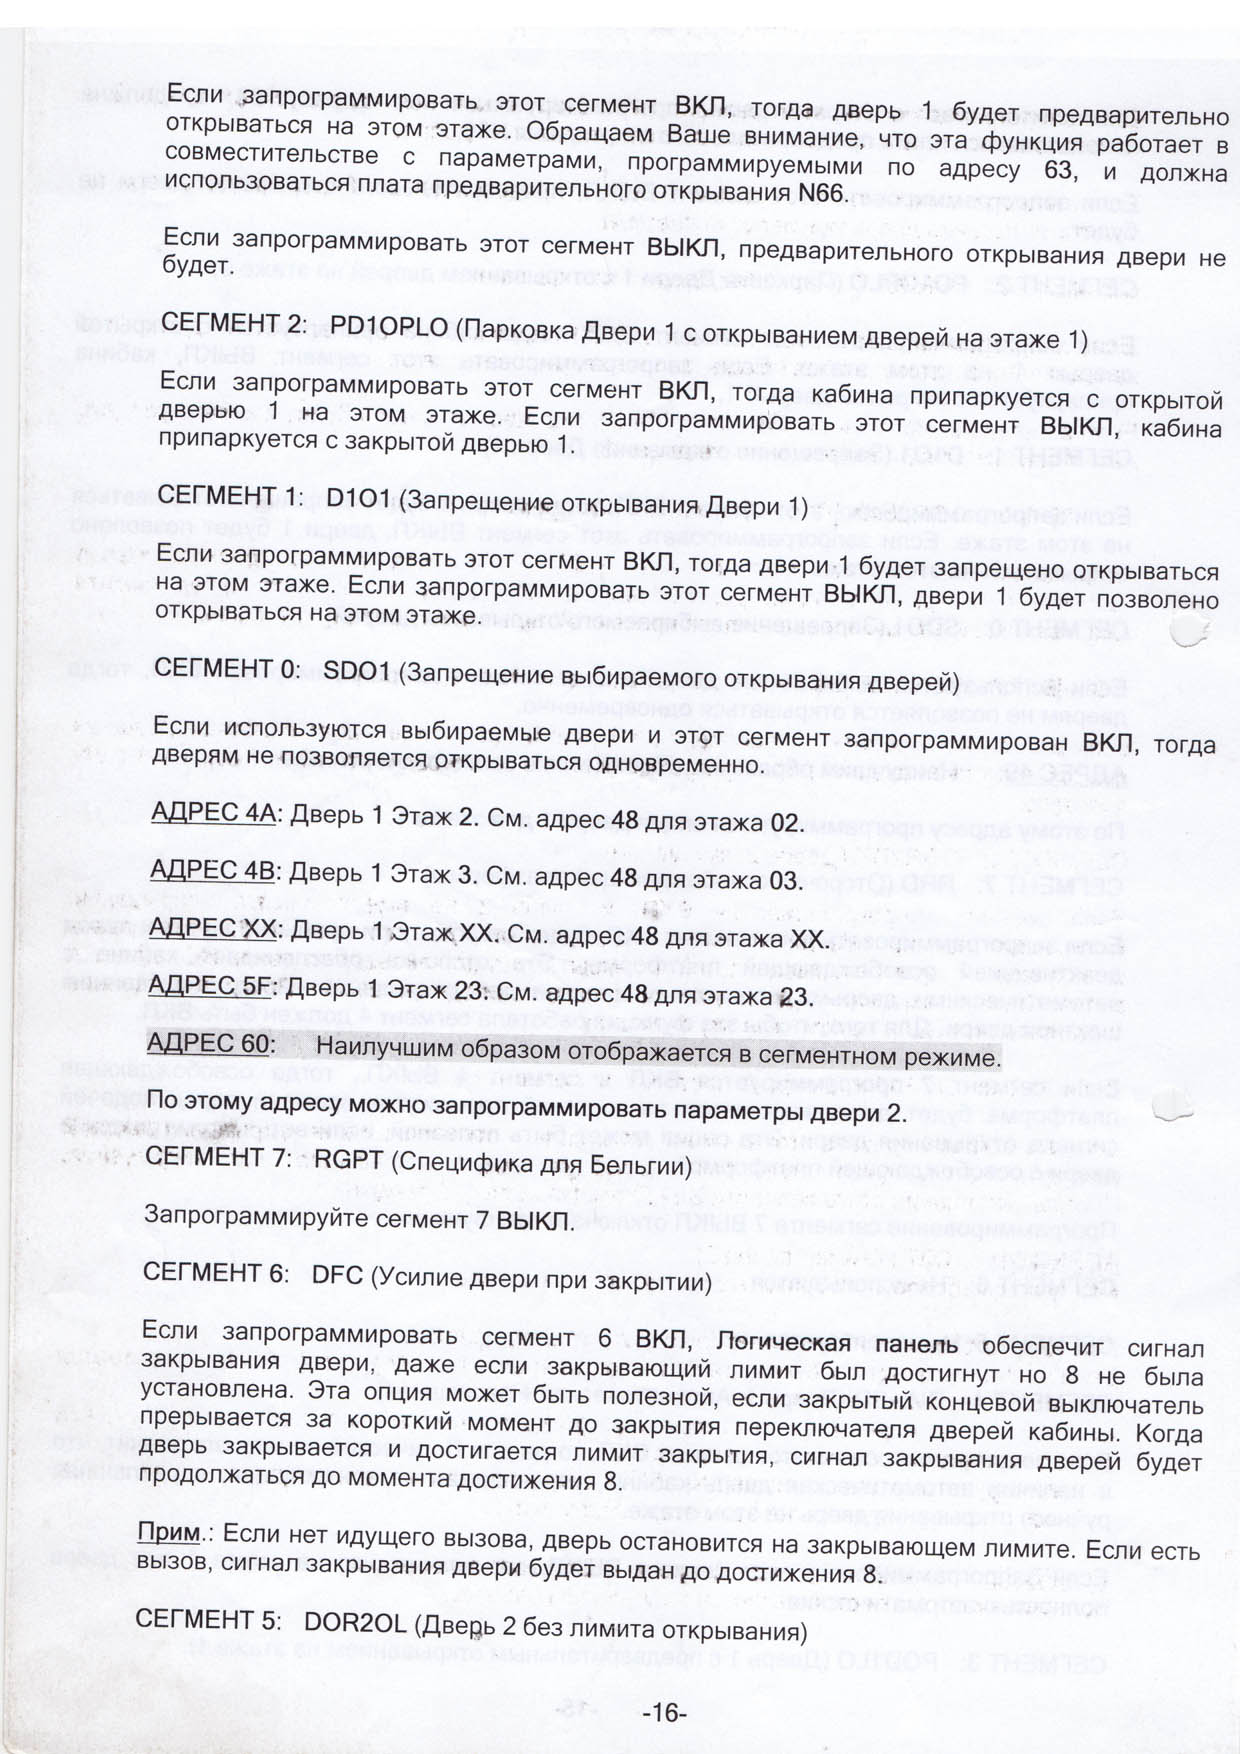 Если запрограммировать этот сегмент ВКЛ, тогда дверь 1 будет предварительно
открываться на этом этаже. Обращаем Ваше внимание, что эта функция работает в
совместительстве с параметрами, программируемыми по адресу 63, и должна
использоваться плата предварительного открывания N66.
Если запрограммировать этот сегмент ВЫКЛ, предварительного открывания двери не
будет.
СЕГМЕНТ 2: PD1OPLO (Парковка Двери 1 с открыванием дверей на этаже 1)
Если запрограммировать этот сегмент ВКЛ, тогда кабина припаркуется с открытой
дверью 1 на этом этаже. Если запрограммировать этот сегмент ВЫКЛ, кабина
припаркуется с закрытой дверью 1.
СЕГМЕНТ 1: D1O1 (Запрещение открывания Двери 1)
Если запрограммировать этот сегмент ВКЛ, тогда двери 1 будет запрещено открываться
на этом этаже. Если запрограммировать этот сегмент ВЫКЛ, двери 1 будет позволено
открываться на этом этаже.
СЕГМЕНТ 0: SDO1 (Запрещение выбираемого открывания дверей)
Если используются выбираемые двери и этот сегмент запрограммирован ВКЛ, тогда
дверям не позволяется открываться одновременно.
АДРЕС 4А: Дверь 1 Этаж 2. См. адрес 48 для этажа 02.
АДРЕС 4В: Дверь 1 Этаж 3. См. адрес 48 для этажа 03.
АДРЕС ХХ: Дверь 1 Этаж ХХ. См. адрес 48 для этажа ХХ.
АДРЕС 5F: Дверь 1 Этаж 23. См. адрес 48 для этажа 23.
АДРЕС 60: Наилучшим образом отображается в сегментном режиме.
По этому адресу можно запрограммировать параметры двери 2.
СЕГМЕНТ 7: RGPT (Специфика для Бельгии)
Запрограммируйте сегмент 7 ВЫКЛ.
СЕГМЕНТ 6: DFC (Усилие двери при закрытии)
Если запрограммировать сегмент 6 ВКЛ, Логическая панель обеспечит сигнал
закрывания двери, даже если закрывающий лимит был достигнут но 8 не была
установлена. Эта опция может быть полезной, если закрытый концевой выключатель
прерывается за короткий момент до закрытия переключателя дверей кабины. Когда
дверь закрывается и достигается лимит закрытия, сигнал закрывания дверей будет
продолжаться до момента достижения 8.
Прим.: Если нет идущего вызова, дверь остановится на закрывающем лимите. Если есть
вызов, сигнал закрывания двери будет выдан до достижения 8.
СЕГМЕНТ 5: DOR2OL (Дверь 2 без лимита открывания)
-16-